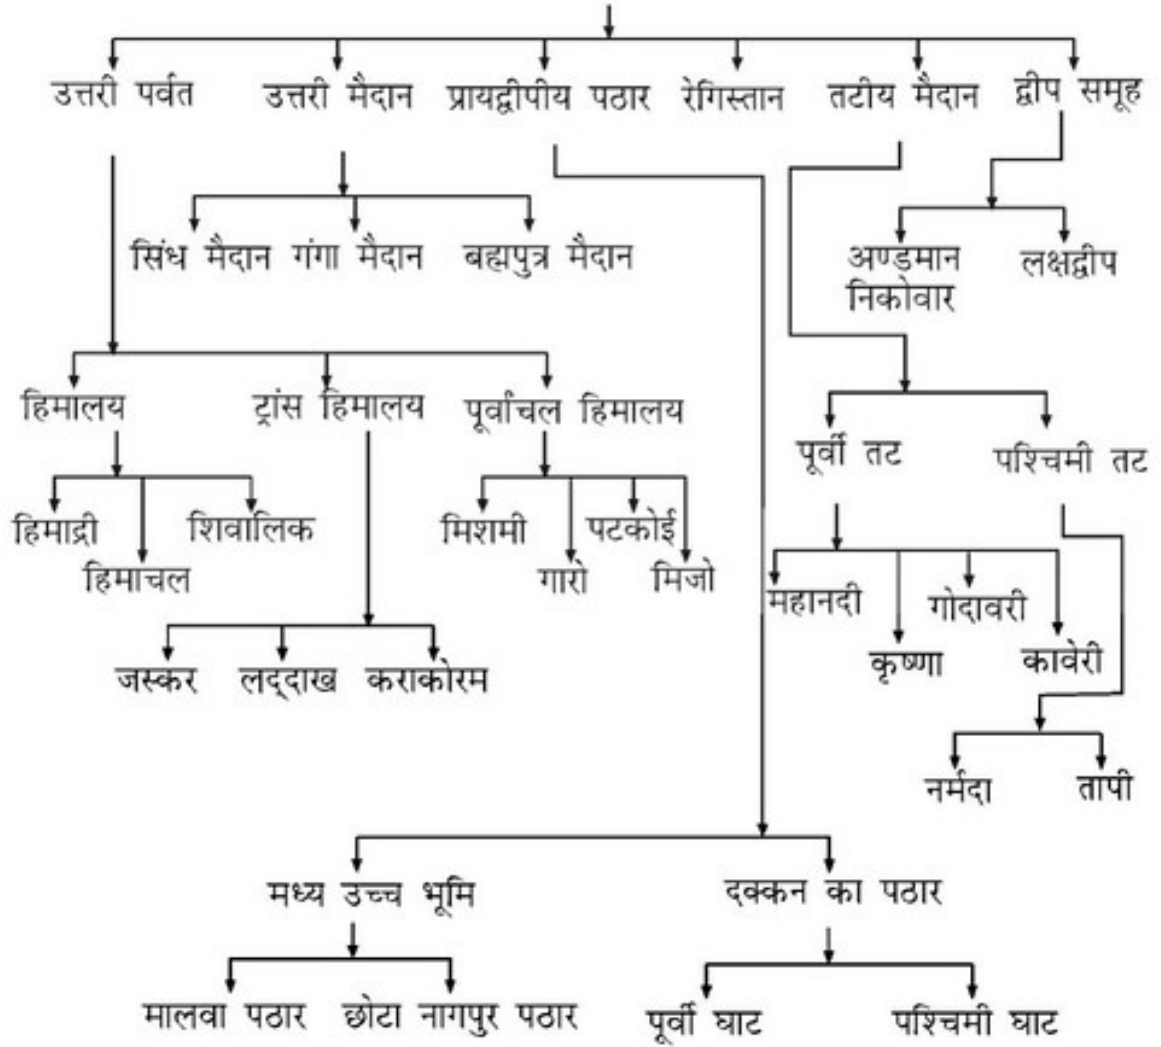 उत्तरी पर्वत उत्तरी मैदान प्रायद्वीपीय पठार रेगिस्तान तटीय मैदान द्वीप समूह
सिंध मैदान गंगा मैदान बह्मपुत्र मैदान अण्डमान लक्षद्वीप
निकोवार
हिमालय ट्रांस हिमालय पूर्वांचल हिमालय
पूर्वी तट पश्चिमी तट
हिमाद्री शिवालिक मिशमी पटकोई
हिमाचल गारो मिजो
महानदी गोदावरी
कृष्णा कावेरी
जस्कर लद्दाख कराकोरम
नर्मदा तापी
मध्य उच्च भूमि दक्कन का पठार
मालवा पठार छोटा नागपुर पठार पूर्वी घाट पश्चिमी घाट